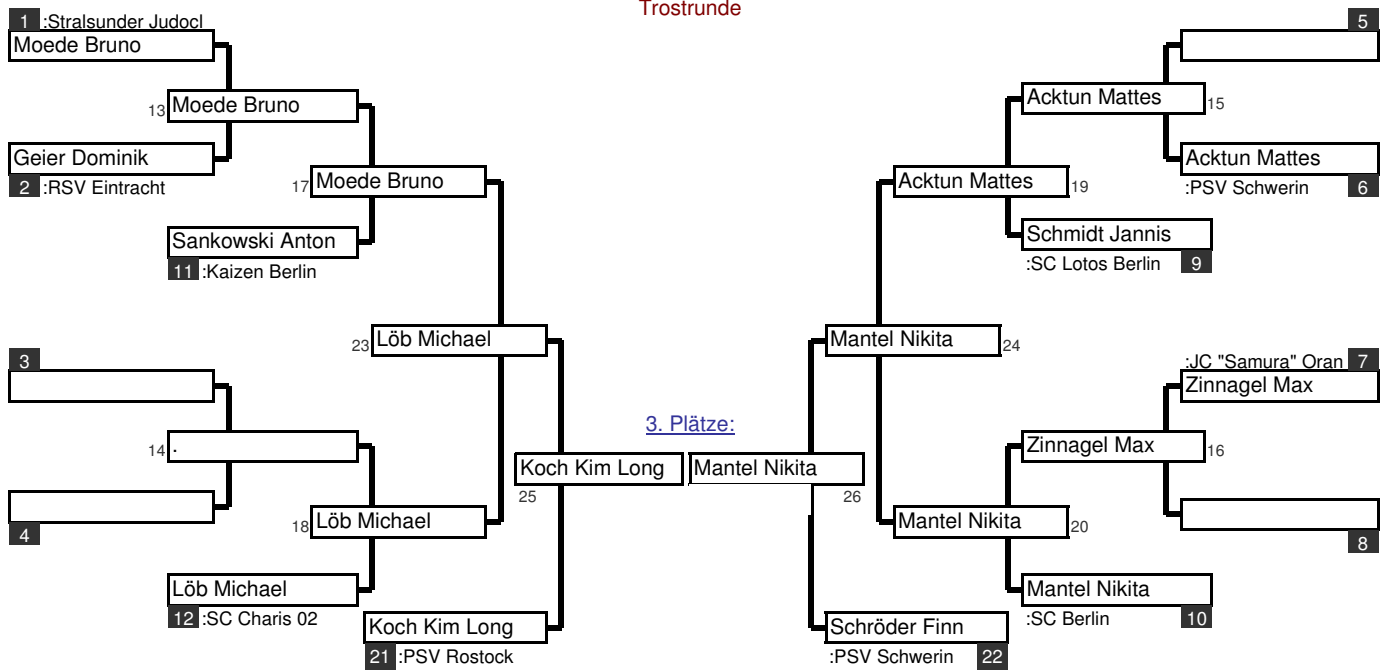 Trostrunde
1 :Stralsunder Judocl
5
Moede Bruno
13 Moede Bruno
Acktun Mattes 15
Geier Dominik
Acktun Mattes
2 :RSV Eintracht
:PSV Schwerin 6
17 Moede Bruno
Acktun Mattes 19
Sankowski Anton
Schmidt Jannis
11 :Kaizen Berlin
:SC Lotos Berlin 9
23 Löb Michael
Mantel Nikita 24
3
:JC "Samura" Oran 7
Zinnagel Max
3. Plätze:
14 .
Zinnagel Max 16
Koch Kim Long
Mantel Nikita
25
26
4
18 Löb Michael
Mantel Nikita 20
8
Löb Michael
Mantel Nikita
12 :SC Charis 02
:SC Berlin 10
Koch Kim Long
Schröder Finn
21 :PSV Rostock
:PSV Schwerin 22